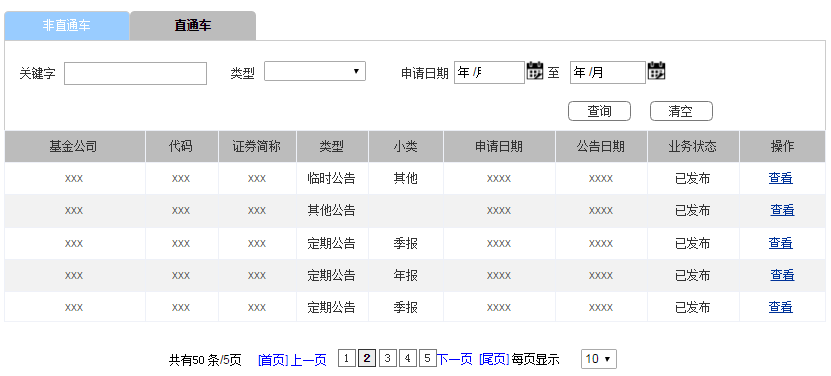 非直通车 直通车
关键字 类型 申请日期 年 /月 至 年 /月
查询 清空
基金公司 代码 证券简称 类型 小类 申请日期 公告日期 业务状态 操作
xxx xxx xxx 临时公告 其他 xxxx xxxx 已发布 查看
xxx xxx xxx 其他公告 xxxx xxxx 已发布 查看
xxx xxx xxx 定期公告 季报 xxxx xxxx 已发布 查看
xxx xxx xxx 定期公告 年报 xxxx xxxx 已发布 查看
xxx xxx xxx 定期公告 季报 xxxx xxxx 已发布 查看
共有50 条/5页 [首页] 上一页 1 2 3 4 5 下一页 [尾页] 每页显示 10